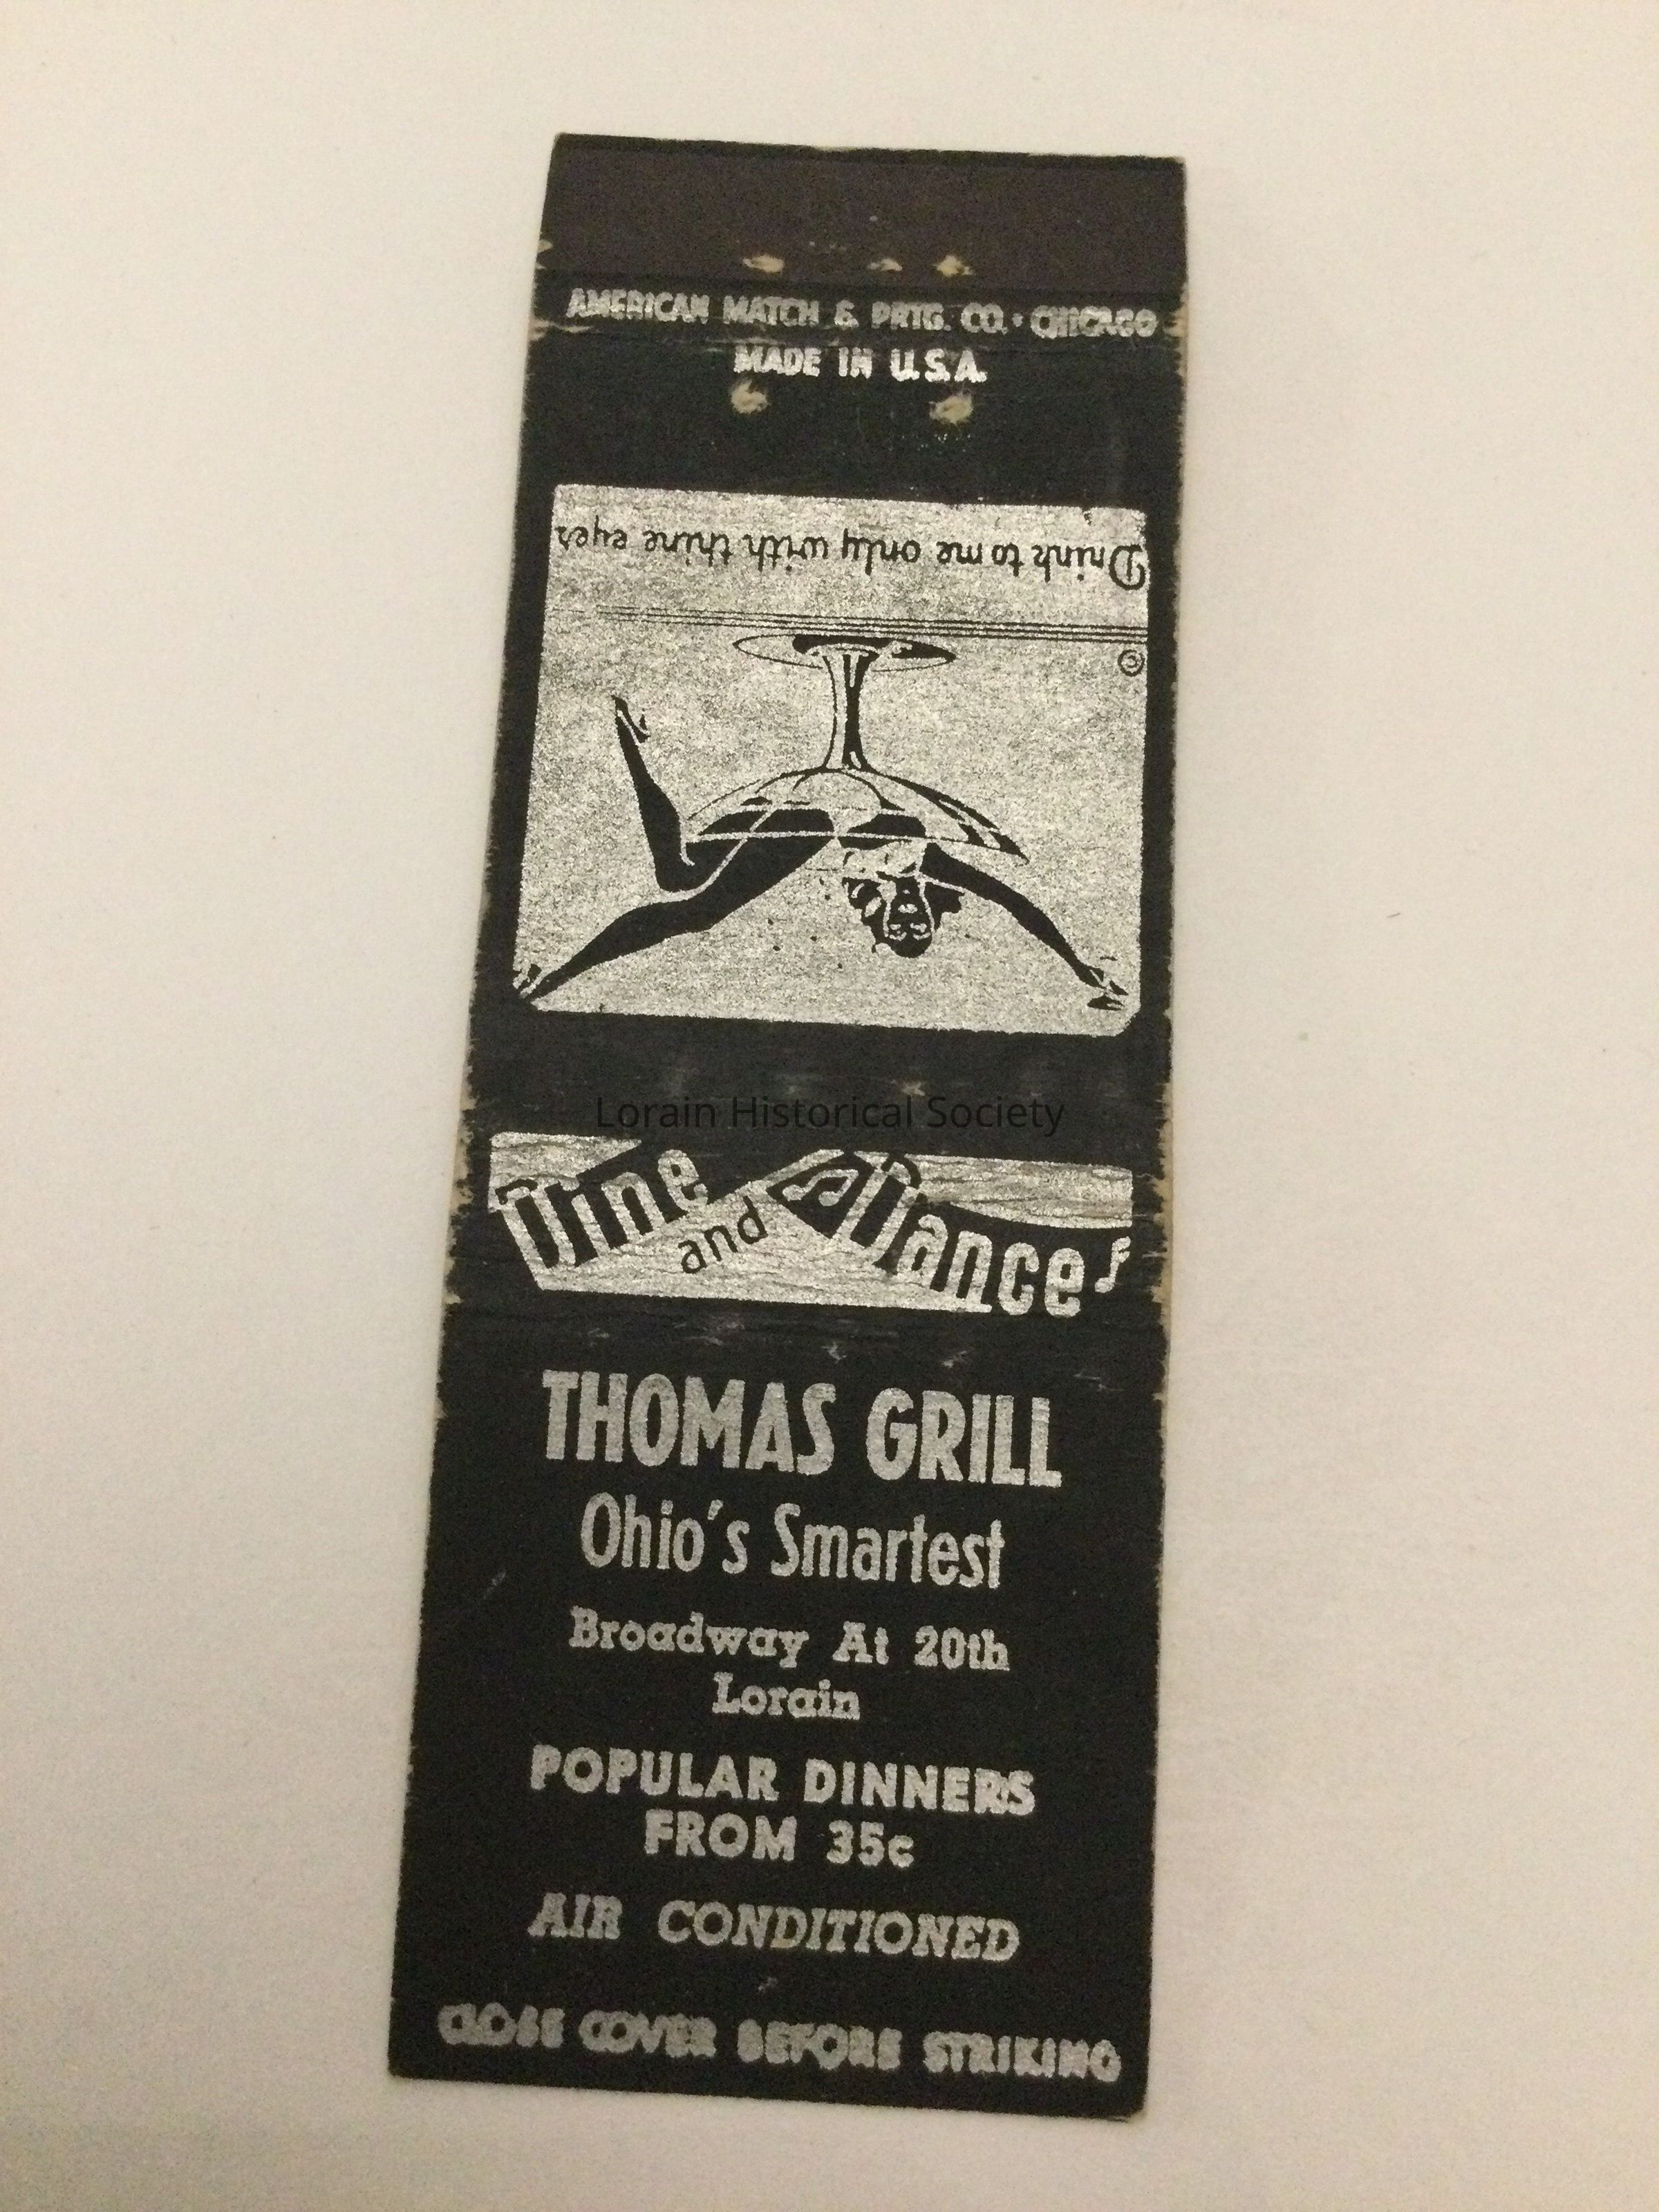 AMERICAN MATCH & PRTG. CO. • CHICAGO
MADE IN U.S.A.
Drink to me only with thine eyes
©
Lorain Historical Society
Dine
and
Dance
THOMAS GRILL
Ohio's Smartest
Broadway At 20th
Lorain
POPULAR DINNERS
FROM 35c
AIR CONDITIONED
CLOSE COVER BEFORE STRIKING